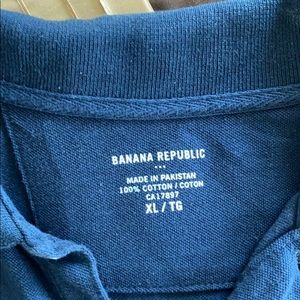 BANANA REPUBLIC
MADE IN PAKISTAN
100% COTTON / COTON
CA17897
XL / TG